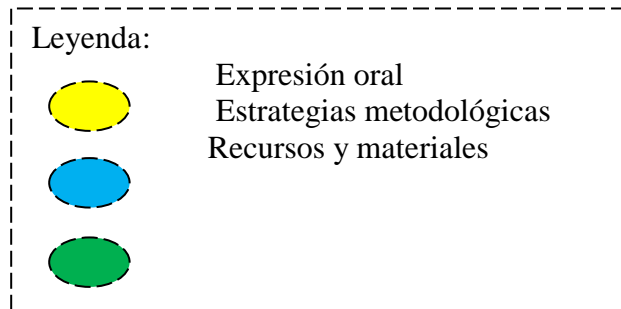 Leyenda:
Expresión oral
Estrategias metodológicas
Recursos y materiales